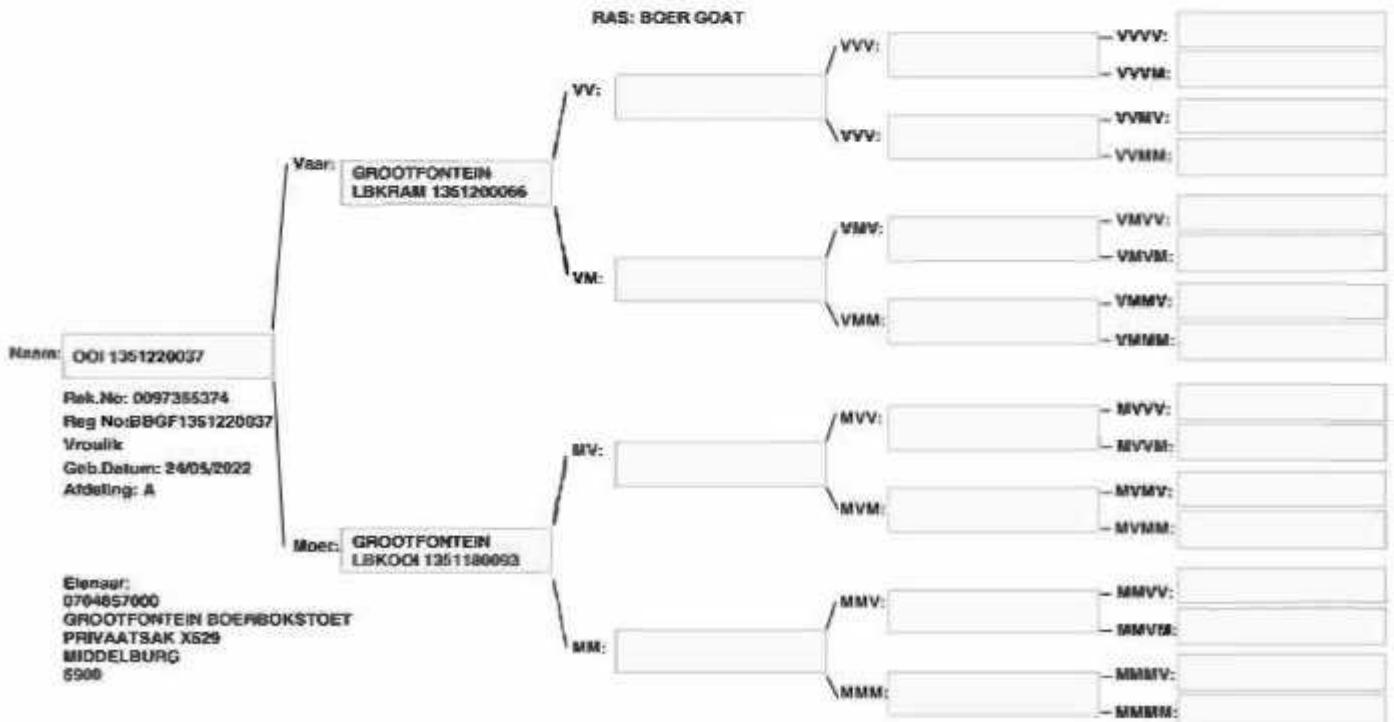 RAS: BOER GOAT
VVVV:
VVV:
VVVM:
VV:
VVMV:
VVV:
VVMM:
Vaar:
GROOTFONTEIN
LBKRAM 1351200066
VMVV:
VMV:
VMVM:
VM:
VMMV:
VMM:
VMMM:
Naam: OOI 1351220037
Rek.No: 0097355374
Reg No:BBGF1351220037
Vroulik
Geb.Datum: 24/05/2022
Afdeling: A
MVVV:
MVV:
MVVM:
MV:
MVMV:
MVM:
MVMM:
Moer:
GROOTFONTEIN
LBKOOI 1351180093
Eienaar:
0704857000
GROOTFONTEIN BOERBOKSTOET
PRIVAATSAK X529
MIDDELBURG
5900
MMVV:
MMV:
MMVM:
MM:
MMMV:
MMM:
MMMM: